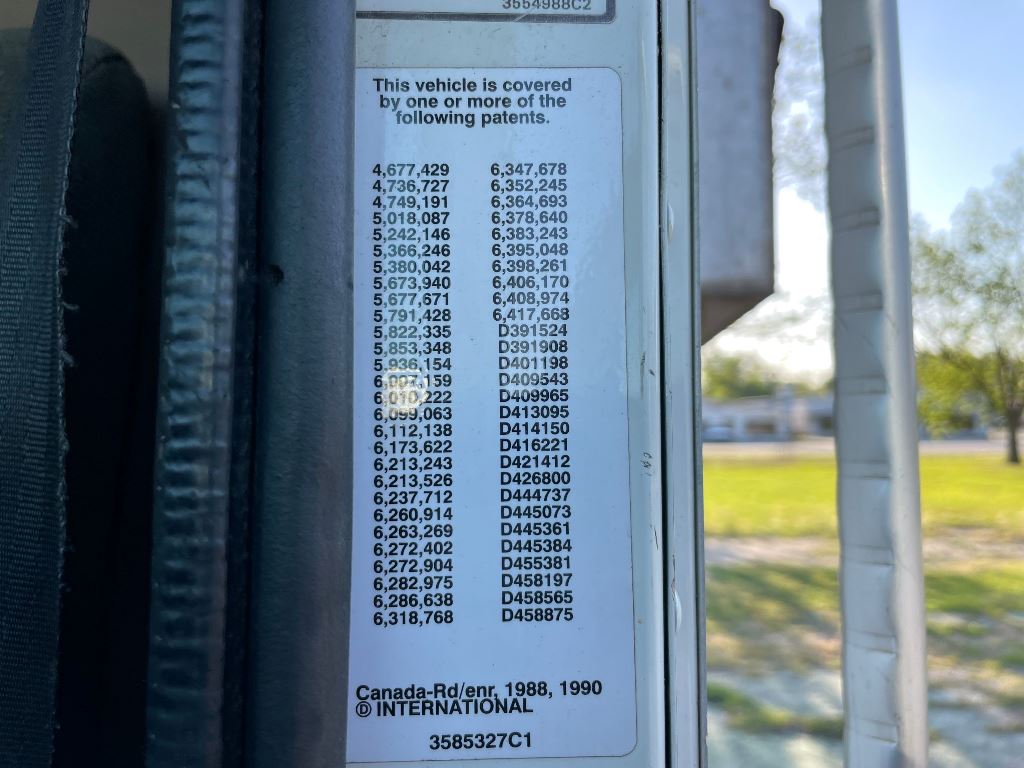 3554988C2
This vehicle is covered
by one or more of the
following patents.
4,677,429 6,347,678
4,736,727 6,352,245
4,749,191 6,364,693
5,018,087 6,378,640
5,242,146 6,383,243
5,366,246 6,395,048
5,380,042 6,398,261
5,673,940 6,406,170
5,677,671 6,408,974
5,791,428 6,417,668
5,822,335 D391524
5,853,348 D391908
5,936,154 D401198
6,007,159 D409543
6,010,222 D409965
6,099,063 D413095
6,112,138 D414150
6,173,622 D416221
6,213,243 D421412
6,213,526 D426800
6,237,712 D444737
6,260,914 D445073
6,263,269 D445361
6,272,402 D445384
6,272,904 D455381
6,282,975 D458197
6,286,638 D458565
6,318,768 D458875
Canada-Rd/enr, 1988, 1990
© INTERNATIONAL
3585327C1